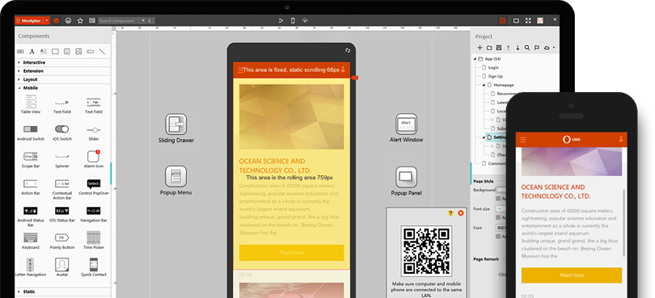 Mockplus
Search component
Components
Interactive
Extension
Layout
Mobile
Table View
Text-Field
Text-Field
Android Switch
iOS Switch
Slider
Scope Bar
Spinner
Alarm Icon
Action Bar
Contextual Action Bar
Control PopOver
Android Status Bar
iOS Status Bar
Navigation Bar
Keyboard
Pointy Button
Time Picker
Letter Navigation
Avatar
Quick Contact
Static
Sliding Drawer
Popup Menu
This area is fixed, static scrolling 68px
OCEAN SCIENCE AND
TECHNOLOGY CO., LTD.
This area is the rolling area 759px
Construction area of 42000 square meters,
sightseeing, popular science education and
entertainment as a whole is currently the
world's largest inland aquarium.
building unique, grand grand, like a big blue
clustered on the beach. Beijing Ocean
Museum has the.
Read more
Alert
Alert Window
Popup Panel
Make sure computer and mobile
phone are connected to the same
LAN.
Project
App (14)
Login
Sign Up
Homepage
Page Style
Background
Font size
Font
Page Remark
OCEAN SCIENCE AND
TECHNOLOGY CO., LTD.
Construction area of 42000 square meters,
sightseeing, popular science education and
entertainment as a whole is currently the
world's largest inland aquarium.
building unique, grand grand, like a big blue
clustered on the beach. Beijing Ocean
Museum has the.
Read more